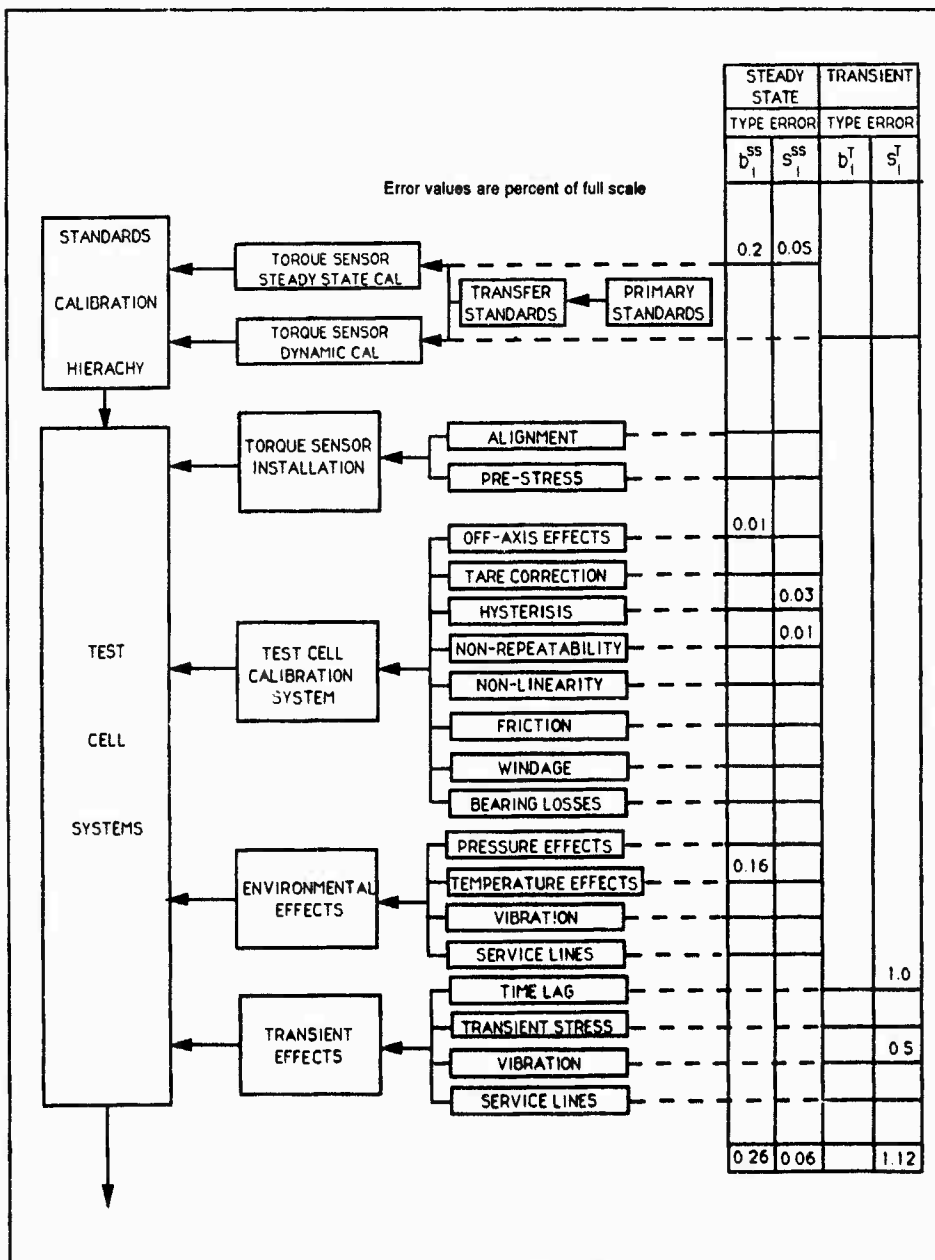 STEADY STATE
TRANSIENT
TYPE ERROR
TYPE ERROR
b_i^SS
S_i^SS
b_i^T
S_i^T
Error values are percent of full scale
STANDARDS
CALIBRATION
HIERACHY
TORQUE SENSOR
STEADY STATE CAL
TRANSFER
STANDARDS
PRIMARY
STANDARDS
TORQUE SENSOR
DYNAMIC CAL
0.2
0.05
TEST
CELL
SYSTEMS
TORQUE SENSOR
INSTALLATION
ALIGNMENT
PRE-STRESS
TEST CELL
CALIBRATION
SYSTEM
OFF-AXIS EFFECTS
0.01
TARE CORRECTION
HYSTERISIS
0.03
NON-REPEATABILITY
0.01
NON-LINEARITY
FRICTION
WINDAGE
BEARING LOSSES
ENVIRONMENTAL
EFFECTS
PRESSURE EFFECTS
TEMPERATURE EFFECTS
0.16
VIBRATION
SERVICE LINES
TRANSIENT
EFFECTS
TIME LAG
1.0
TRANSIENT STRESS
VIBRATION
0.5
SERVICE LINES
0.26
0.06
1.12